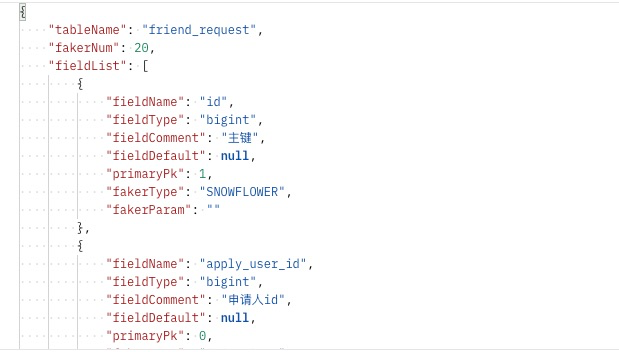 {
"tableName": "friend_request",
"fakerNum": 20,
"fieldList": [
{
"fieldName": "id",
"fieldType": "bigint",
"fieldComment": "主键",
"fieldDefault": null,
"primaryPk": 1,
"fakerType": "SNOWFLOWER",
"fakerParam": ""
},
{
"fieldName": "apply_user_id",
"fieldType": "bigint",
"fieldComment": "申请人id",
"fieldDefault": null,
"primaryPk": 0,